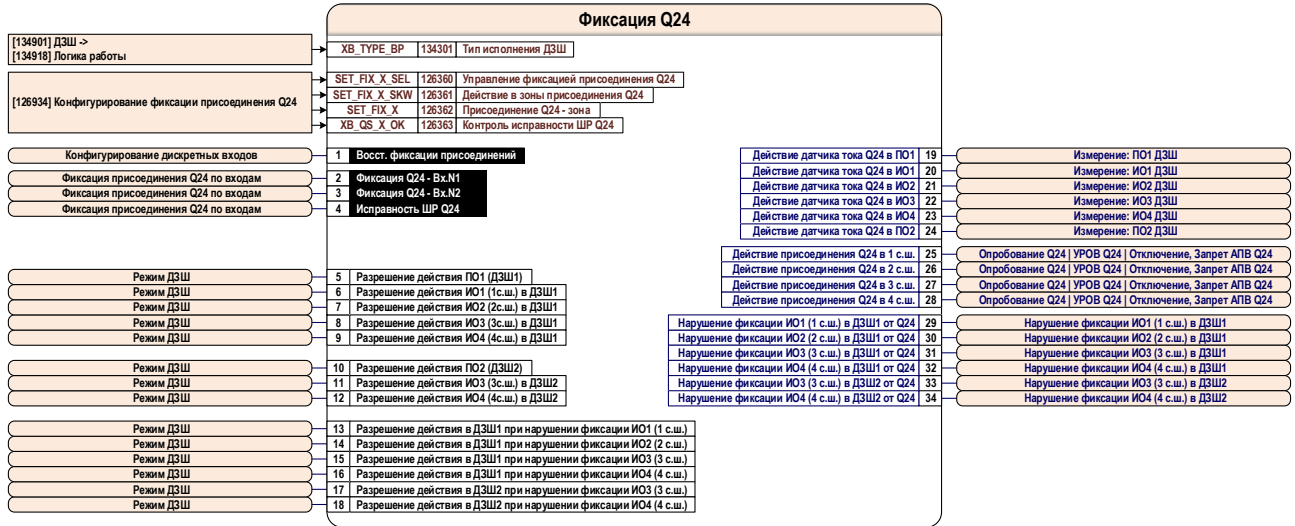 Фиксация Q24
[134901] ДЗШ ->
[134918] Логика работы
XB_TYPE_BP 134301 Тип исполнения ДЗШ
[126934] Конфигурирование фиксации присоединения Q24
SET_FIX_X_SEL 126360 Управление фиксацией присоединения Q24
SET_FIX_X_SKW 126361 Действие в зоны присоединения Q24
SET_FIX_X 126362 Присоединение Q24 - зона
XB_QS_X_OK 126363 Контроль исправности ШР Q24
Конфигурирование дискретных входов 1 Восст. фиксации присоединений
Фиксация присоединения Q24 по входам 2 Фиксация Q24 - Вх.N1
Фиксация присоединения Q24 по входам 3 Фиксация Q24 - Вх.N2
Фиксация присоединения Q24 по входам 4 Исправность ШР Q24
Режим ДЗШ 5 Разрешение действия ПО1 (ДЗШ1)
Режим ДЗШ 6 Разрешение действия ИО1 (1с.ш.) в ДЗШ1
Режим ДЗШ 7 Разрешение действия ИО2 (2с.ш.) в ДЗШ1
Режим ДЗШ 8 Разрешение действия ИО3 (3с.ш.) в ДЗШ1
Режим ДЗШ 9 Разрешение действия ИО4 (4с.ш.) в ДЗШ1
Режим ДЗШ 10 Разрешение действия ПО2 (ДЗШ2)
Режим ДЗШ 11 Разрешение действия ИО3 (3с.ш.) в ДЗШ2
Режим ДЗШ 12 Разрешение действия ИО4 (4с.ш.) в ДЗШ2
Режим ДЗШ 13 Разрешение действия в ДЗШ1 при нарушении фиксации ИО1 (1 с.ш.)
Режим ДЗШ 14 Разрешение действия в ДЗШ1 при нарушении фиксации ИО2 (2 с.ш.)
Режим ДЗШ 15 Разрешение действия в ДЗШ1 при нарушении фиксации ИО3 (3 с.ш.)
Режим ДЗШ 16 Разрешение действия в ДЗШ1 при нарушении фиксации ИО4 (4 с.ш.)
Режим ДЗШ 17 Разрешение действия в ДЗШ2 при нарушении фиксации ИО3 (3 с.ш.)
Режим ДЗШ 18 Разрешение действия в ДЗШ2 при нарушении фиксации ИО4 (4 с.ш.)
Действие датчика тока Q24 в ПО1 19 Измерение: ПО1 ДЗШ
Действие датчика тока Q24 в ИО1 20 Измерение: ИО1 ДЗШ
Действие датчика тока Q24 в ИО2 21 Измерение: ИО2 ДЗШ
Действие датчика тока Q24 в ИО3 22 Измерение: ИО3 ДЗШ
Действие датчика тока Q24 в ИО4 23 Измерение: ИО4 ДЗШ
Действие датчика тока Q24 в ПО2 24 Измерение: ПО2 ДЗШ
Действие присоединения Q24 в 1 с.ш. 25 Опробование Q24 | УРОВ Q24 | Отключение, Запрет АПВ Q24
Действие присоединения Q24 в 2 с.ш. 26 Опробование Q24 | УРОВ Q24 | Отключение, Запрет АПВ Q24
Действие присоединения Q24 в 3 с.ш. 27 Опробование Q24 | УРОВ Q24 | Отключение, Запрет АПВ Q24
Действие присоединения Q24 в 4 с.ш. 28 Опробование Q24 | УРОВ Q24 | Отключение, Запрет АПВ Q24
Нарушение фиксации ИО1 (1 с.ш.) в ДЗШ1 от Q24 29 Нарушение фиксации ИО1 (1 с.ш.) в ДЗШ1
Нарушение фиксации ИО2 (2 с.ш.) в ДЗШ1 от Q24 30 Нарушение фиксации ИО2 (2 с.ш.) в ДЗШ1
Нарушение фиксации ИО3 (3 с.ш.) в ДЗШ1 от Q24 31 Нарушение фиксации ИО3 (3 с.ш.) в ДЗШ1
Нарушение фиксации ИО4 (4 с.ш.) в ДЗШ1 от Q24 32 Нарушение фиксации ИО4 (4 с.ш.) в ДЗШ1
Нарушение фиксации ИО3 (3 с.ш.) в ДЗШ2 от Q24 33 Нарушение фиксации ИО3 (3 с.ш.) в ДЗШ2
Нарушение фиксации ИО4 (4 с.ш.) в ДЗШ2 от Q24 34 Нарушение фиксации ИО4 (4 с.ш.) в ДЗШ2